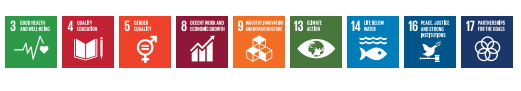 3 GOOD HEALTH
AND WELL-BEING
4 QUALITY
EDUCATION
5 GENDER
EQUALITY
8 DECENT WORK AND
ECONOMIC GROWTH
9 INDUSTRY, INNOVATION
AND INFRASTRUCTURE
13 CLIMATE
ACTION
14 LIFE BELOW
WATER
16 PEACE, JUSTICE
AND STRONG
INSTITUTIONS
17 PARTNERSHIPS
FOR THE GOALS